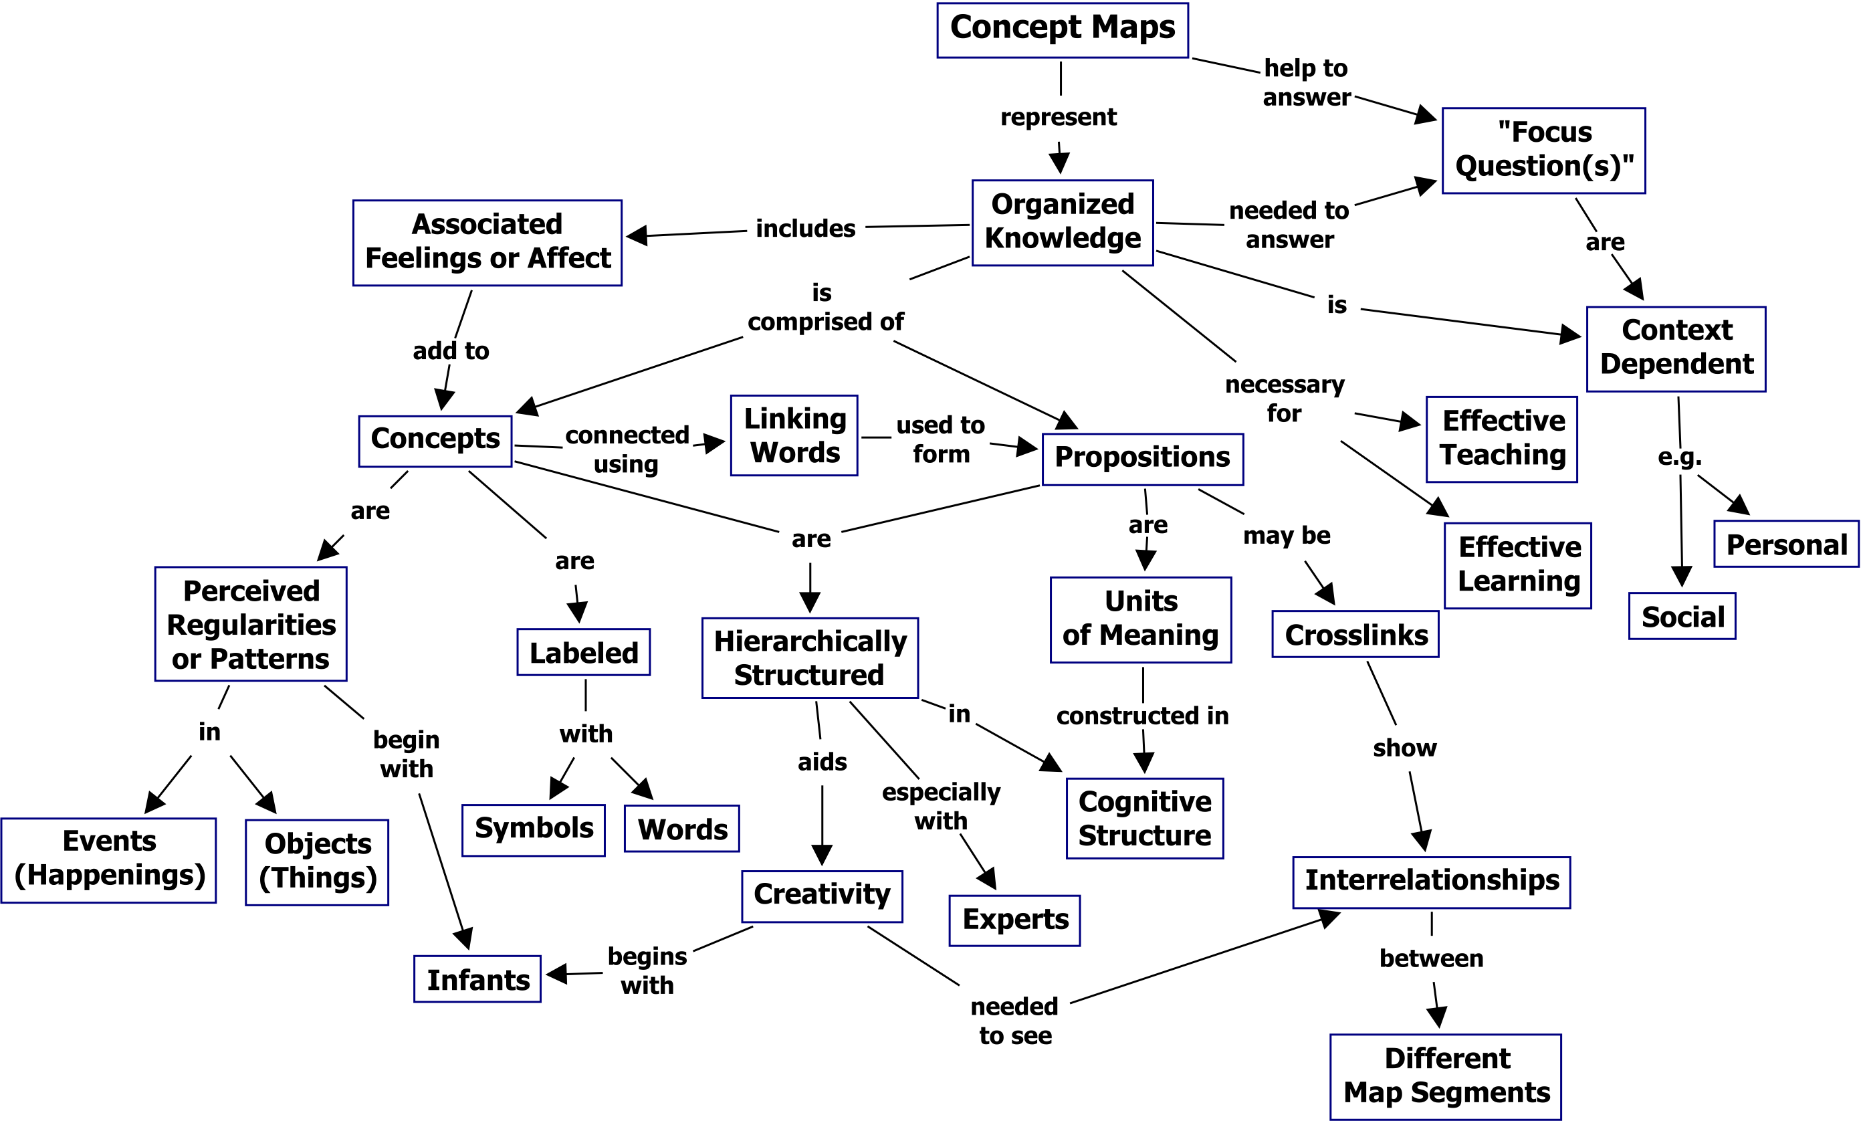 Concept Maps
help to
answer
represent
"Focus
Question(s)"
Organized
Knowledge
needed to
answer
includes
Associated
Feelings or Affect
are
is
is
comprised of
Context
Dependent
add to
necessary
for
Effective
Teaching
Concepts
connected
using
Linking
Words
used to
form
Propositions
e.g.
are
are
are
are
may be
Effective
Learning
Personal
Social
Perceived
Regularities
or Patterns
Labeled
Hierarchically
Structured
Units
of Meaning
Crosslinks
in
begin
with
with
aids
in
especially
with
constructed in
show
Events
(Happenings)
Objects
(Things)
Symbols
Words
Cognitive
Structure
Creativity
Experts
Interrelationships
Infants
begins
with
needed
to see
between
Different
Map Segments